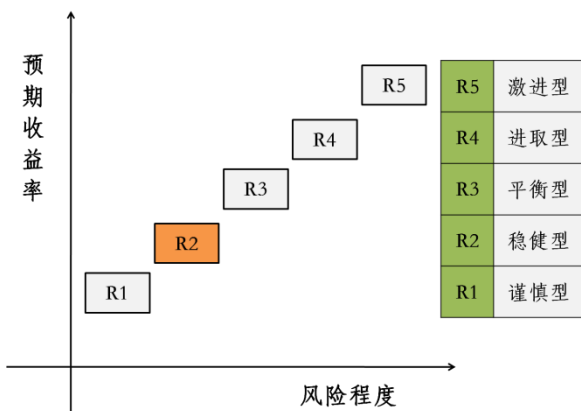 预期收益率
R5
R4
R3
R2
R1
风险程度
R5 激进型
R4 进取型
R3 平衡型
R2 稳健型
R1 谨慎型